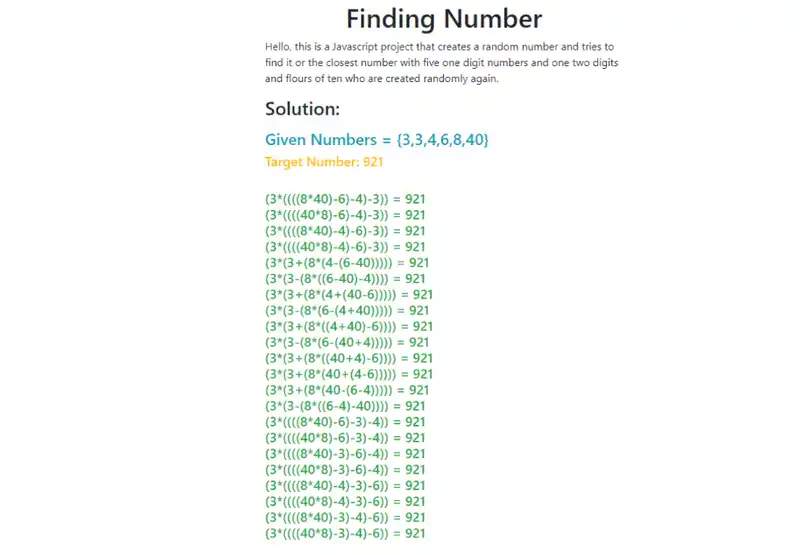 Finding Number
Hello, this is a Javascript project that creates a random number and tries to
find it or the closest number with five one digit numbers and one two digits
and flours of ten who are created randomly again.
Solution:
Given Numbers = {3,3,4,6,8,40}
Target Number: 921
(3*((((8*40)-6)-4)-3)) = 921
(3*((((40*8)-6)-4)-3)) = 921
(3*((((8*40)-4)-6)-3)) = 921
(3*((((40*8)-4)-6)-3)) = 921
(3*(3+(8*(4-(6-40))))) = 921
(3*(3-(8*((6-40)-4)))) = 921
(3*(3+(8*(4+(40-6))))) = 921
(3*(3-(8*(6-(4+40))))) = 921
(3*(3+(8*((4+40)-6)))) = 921
(3*(3-(8*(6-(40+4))))) = 921
(3*(3+(8*((40+4)-6)))) = 921
(3*(3+(8*(40+(4-6))))) = 921
(3*(3+(8*(40-(6-4))))) = 921
(3*(3-(8*((6-4)-40)))) = 921
(3*((((8*40)-6)-3)-4)) = 921
(3*((((40*8)-6)-3)-4)) = 921
(3*((((8*40)-3)-6)-4)) = 921
(3*((((40*8)-3)-6)-4)) = 921
(3*((((8*40)-4)-3)-6)) = 921
(3*((((40*8)-4)-3)-6)) = 921
(3*((((8*40)-3)-4)-6)) = 921
(3*((((40*8)-3)-4)-6)) = 921